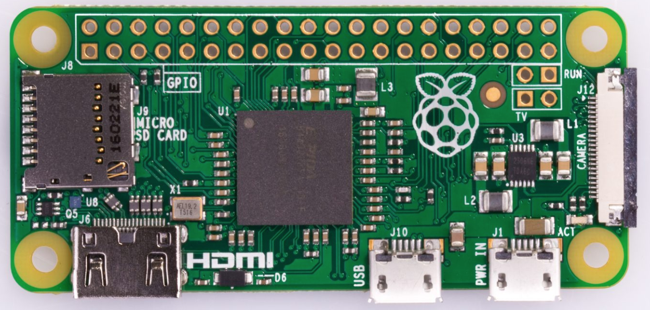 J8
GPIO
RUN
J12
L3
J9
MICRO
SD CARD
160221E
U1
TV
U3
L1
CAMERA
X1
U8
Q5
J6
L2
ACT
HDMI
D6
USB
J10
PWR IN
J1